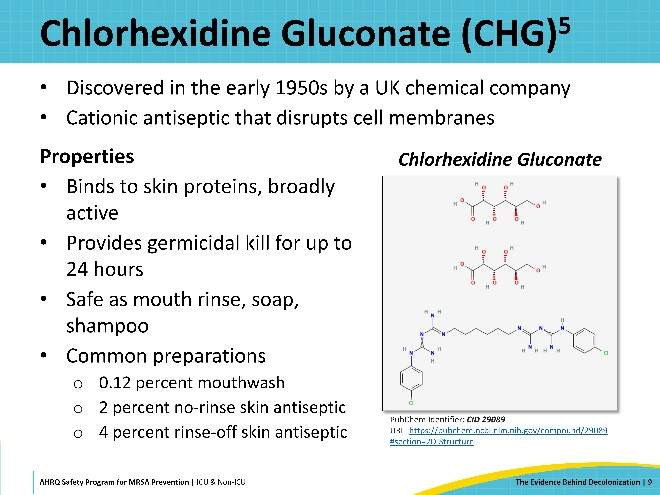 Chlorhexidine Gluconate (CHG)5
• Discovered in the early 1950s by a UK chemical company
• Cationic antiseptic that disrupts cell membranes
Properties
• Binds to skin proteins, broadly
active
• Provides germicidal kill for up to
24 hours
• Safe as mouth rinse, soap,
shampoo
• Common preparations
o 0.12 percent mouthwash
o 2 percent no-rinse skin antiseptic
o 4 percent rinse-off skin antiseptic
Chlorhexidine Gluconate
PubChem Identifier: CID 29089
URL: https://pubchem.ncbi.nlm.nih.gov/compound/29089
#section=2D-Structure
AHRQ Safety Program for MRSA Prevention | ICU & Non-ICU
The Evidence Behind Decolonization | 9